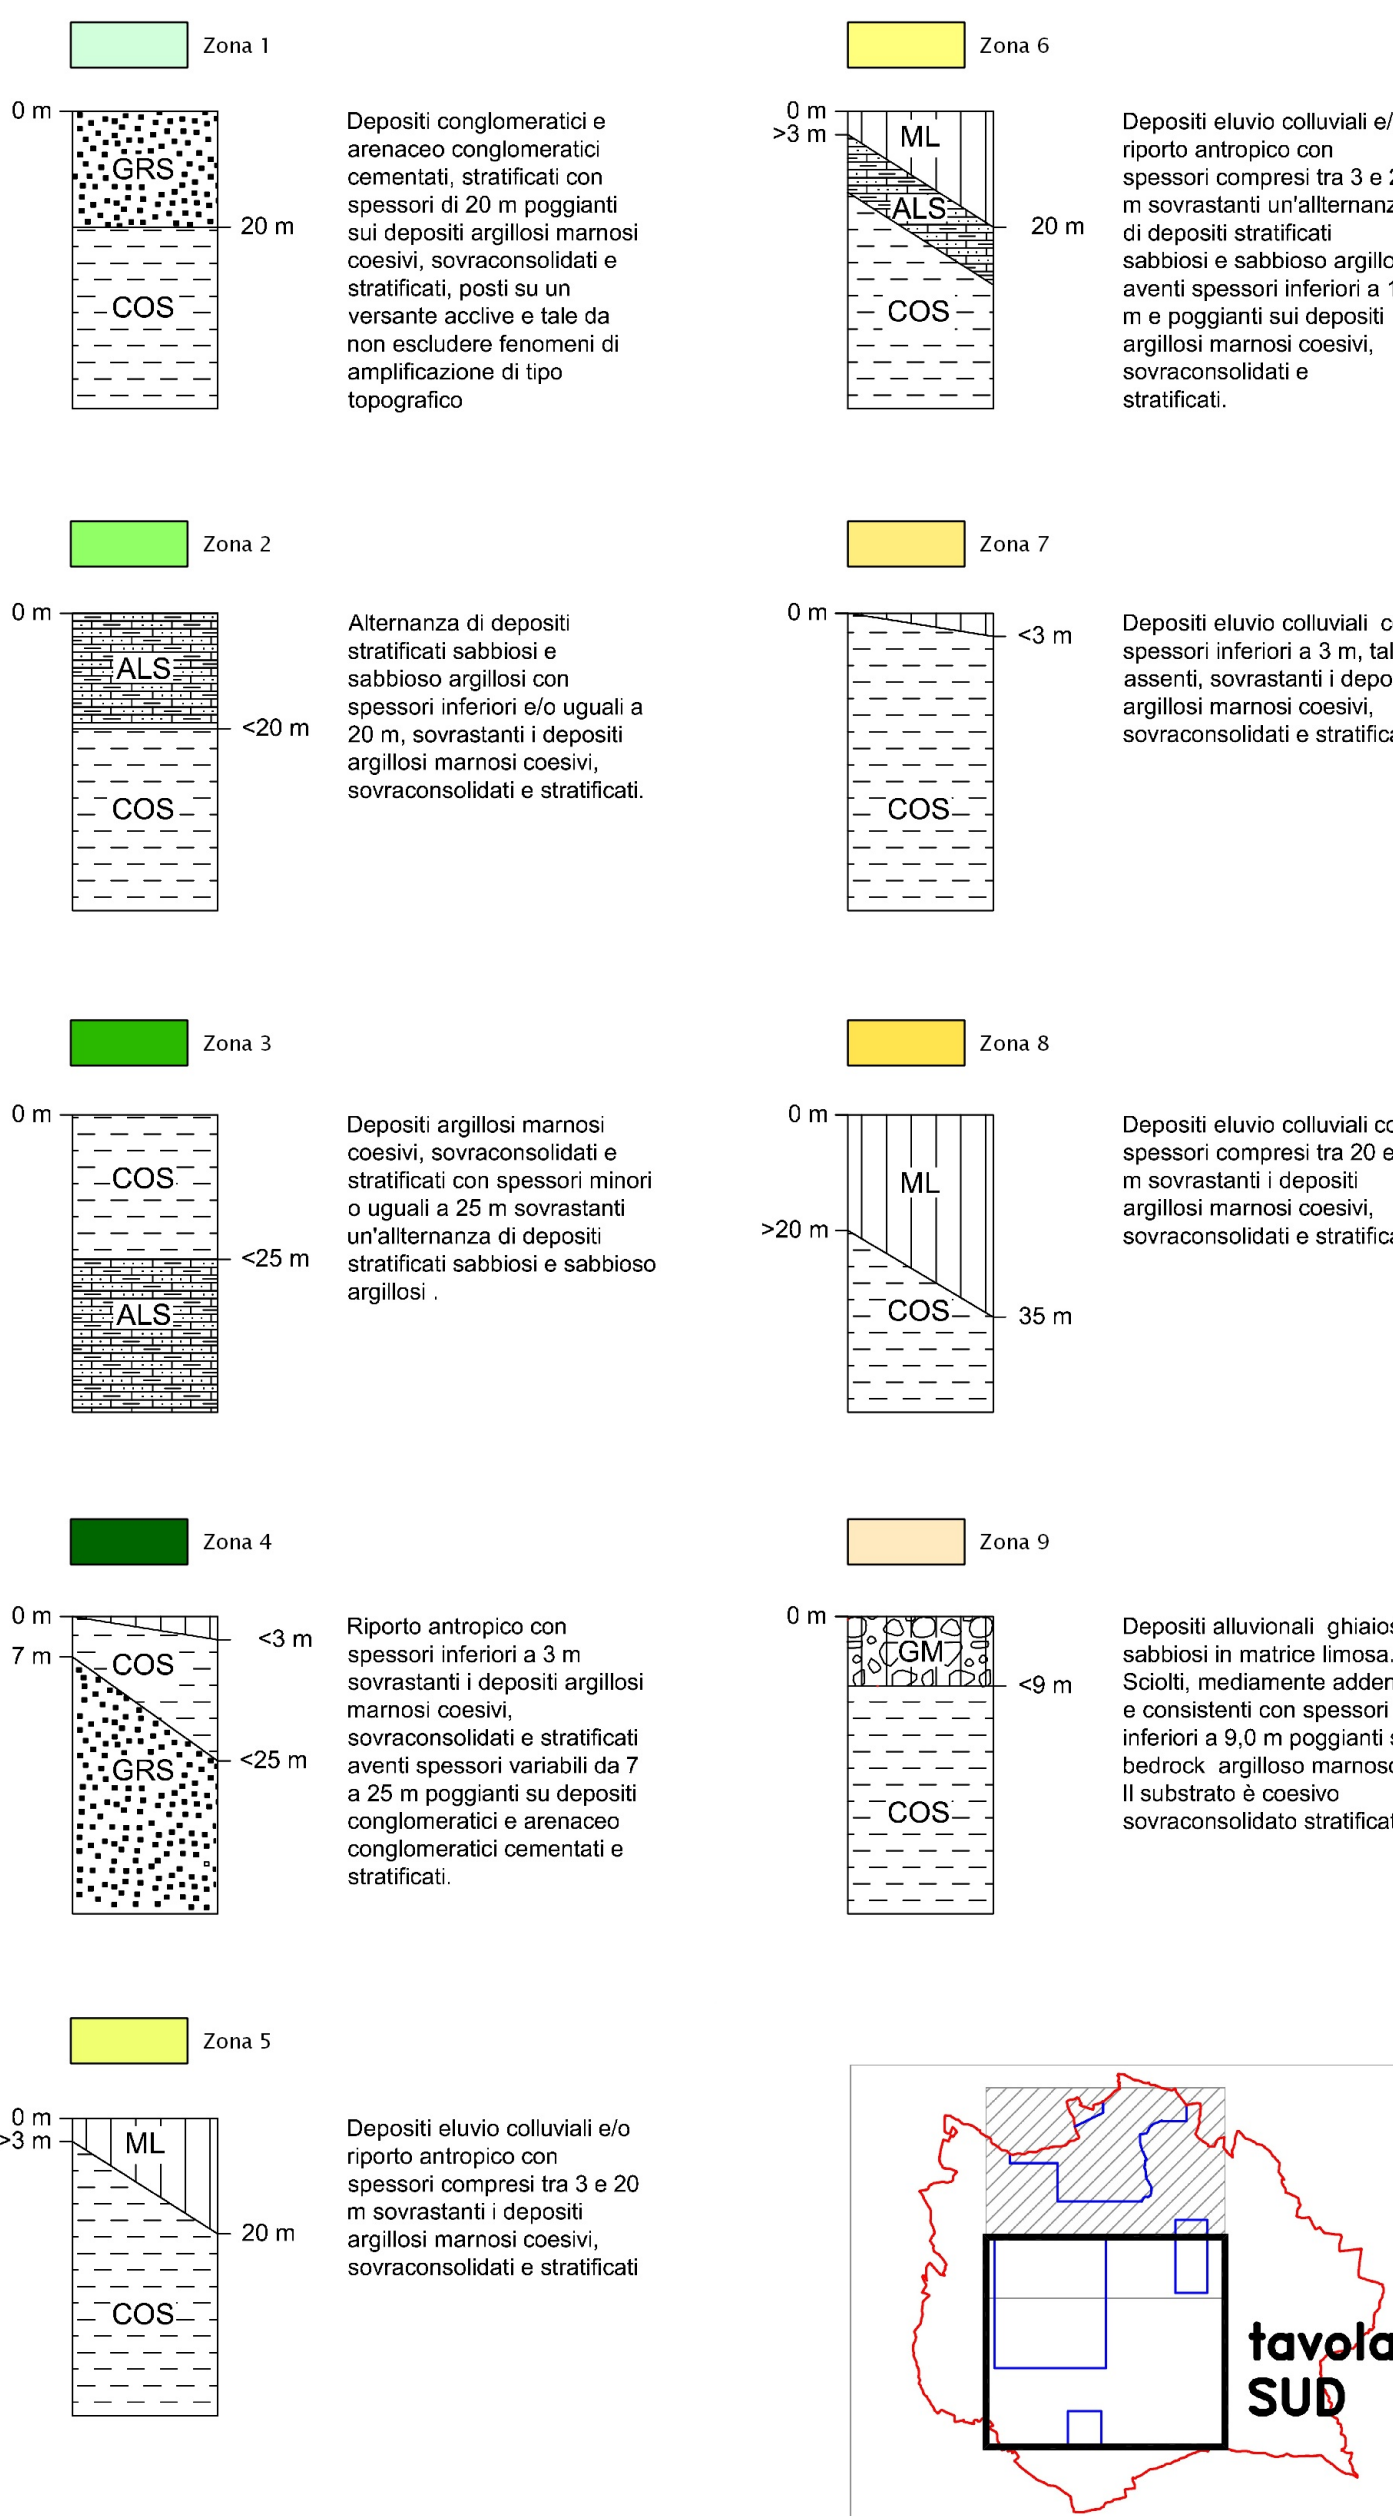 Zona 1
0 m
GRS
20 m
COS
Depositi conglomeratici e
arenaceo conglomeratici
cementati, stratificati con
spessori di 20 m poggianti
sui depositi argillosi marnosi
coesivi, sovraconsolidati e
stratificati, posti su un
versante acclive e tale da
non escludere fenomeni di
amplificazione di tipo
topografico
Zona 2
0 m
ALS
<20 m
COS
Alternanza di depositi
stratificati sabbiosi e
sabbioso argillosi con
spessori inferiori e/o uguali a
20 m, sovrastanti i depositi
argillosi marnosi coesivi,
sovraconsolidati e stratificati.
Zona 3
0 m
COS
<25 m
ALS
Depositi argillosi marnosi
coesivi, sovraconsolidati e
stratificati con spessori minori
o uguali a 25 m sovrastanti
un'allternanza di depositi
stratificati sabbiosi e sabbioso
argillosi .
Zona 4
0 m
<3 m
7 m
COS
<25 m
GRS
Riporto antropico con
spessori inferiori a 3 m
sovrastanti i depositi argillosi
marnosi coesivi,
sovraconsolidati e stratificati
aventi spessori variabili da 7
a 25 m poggianti su depositi
conglomeratici e arenaceo
conglomeratici cementati e
stratificati.
Zona 5
0 m
>3 m
ML
20 m
COS
Depositi eluvio colluviali e/o
riporto antropico con
spessori compresi tra 3 e 20
m sovrastanti i depositi
argillosi marnosi coesivi,
sovraconsolidati e stratificati
Zona 6
0 m
>3 m
ML
ALS
20 m
COS
Depositi eluvio colluviali e/
riporto antropico con
spessori compresi tra 3 e
m sovrastanti un'allternanz
di depositi stratificati
sabbiosi e sabbioso argillo
aventi spessori inferiori a 1
m e poggianti sui depositi
argillosi marnosi coesivi,
sovraconsolidati e
stratificati.
Zona 7
0 m
<3 m
COS
Depositi eluvio colluviali c
spessori inferiori a 3 m, tal
assenti, sovrastanti i depo
argillosi marnosi coesivi,
sovraconsolidati e stratific
Zona 8
0 m
ML
>20 m
COS
35 m
Depositi eluvio colluviali co
spessori compresi tra 20 e
m sovrastanti i depositi
argillosi marnosi coesivi,
sovraconsolidati e stratific
Zona 9
0 m
GM
<9 m
COS
Depositi alluvionali ghiaios
sabbiosi in matrice limosa.
Sciolti, mediamente adden
e consistenti con spessori
inferiori a 9,0 m poggianti s
bedrock argilloso marnoso
Il substrato è coesivo
sovraconsolidato stratificat
tavola
SUD